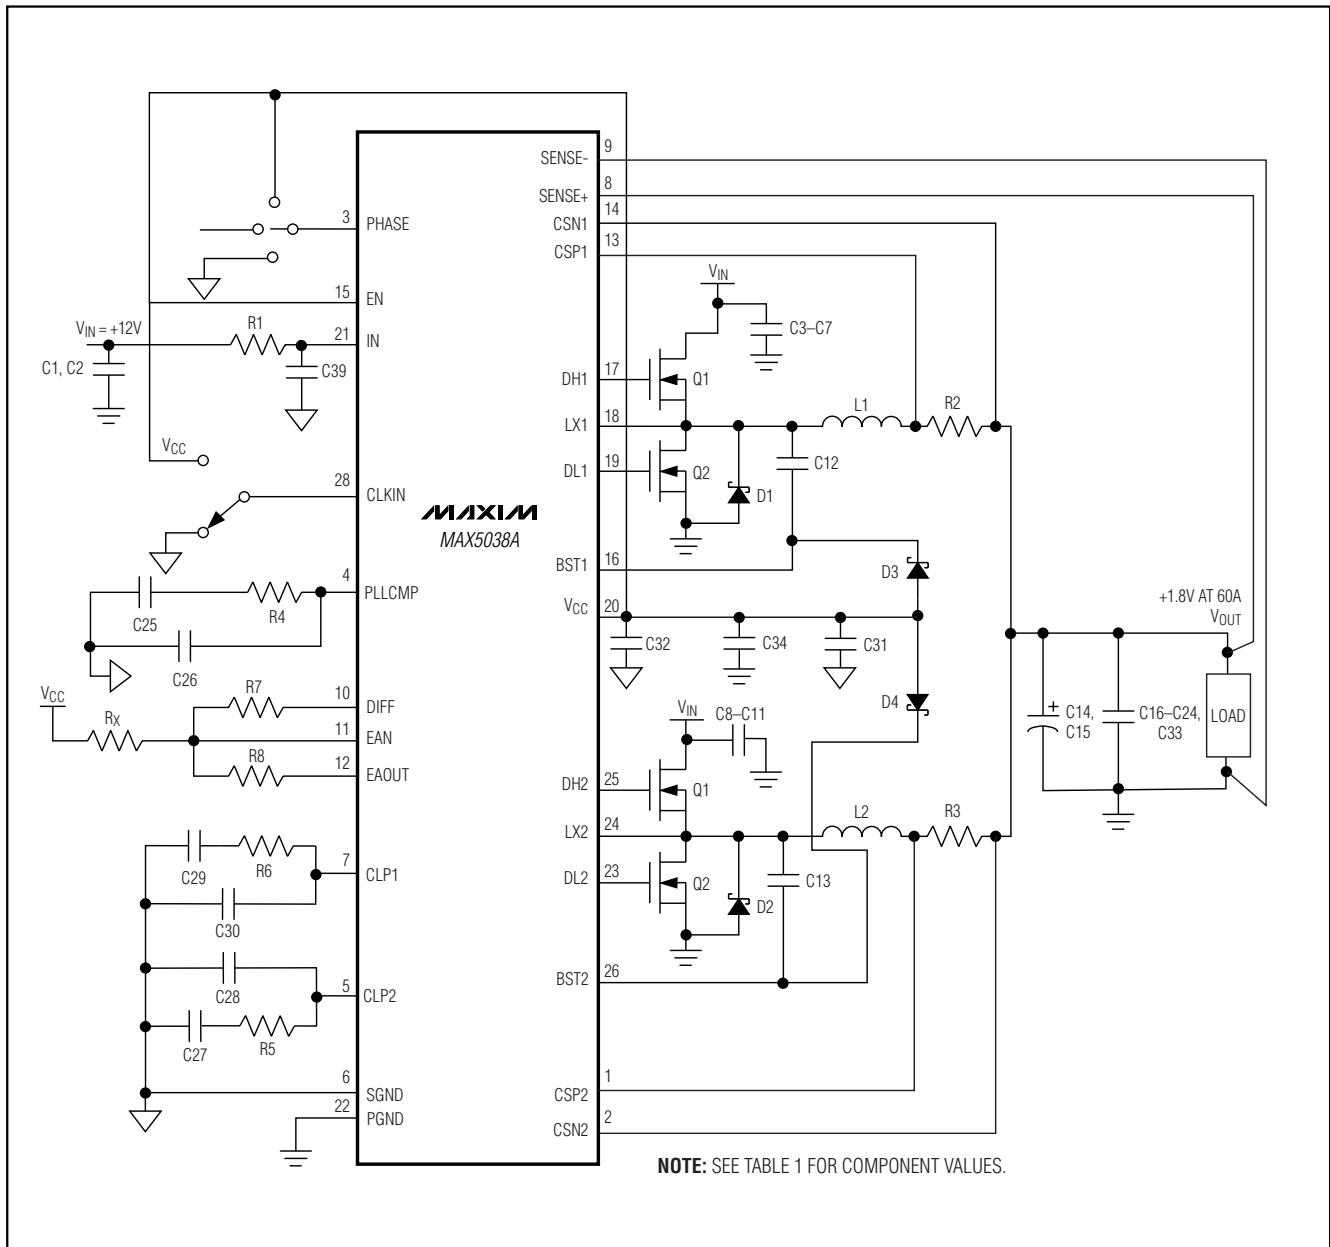 9
SENSE-
8
SENSE+
14
CSN1
13
CSP1
3
PHASE
15
EN
VIN = +12V
R1
21
IN
C1, C2
C39
VIN
C3–C7
DH1
17
Q1
LX1
18
L1
R2
DL1
19
Q2
C12
D1
VCC
28
CLKIN
MAXIM
MAX5038A
BST1
16
D3
4
PLLCMP
C25
R4
C26
VCC
20
C32
C34
C31
+1.8V AT 60A
VOUT
VCC
RX
R7
10
DIFF
11
EAN
R8
12
EAOUT
D4
VIN
C8–C11
C14,
C15
C16–C24,
C33
LOAD
DH2
25
Q1
LX2
24
L2
R3
DL2
23
Q2
C13
D2
C29
R6
7
CLP1
C30
C28
5
CLP2
C27
R5
BST2
26
6
SGND
22
PGND
1
CSP2
2
CSN2
NOTE: SEE TABLE 1 FOR COMPONENT VALUES.